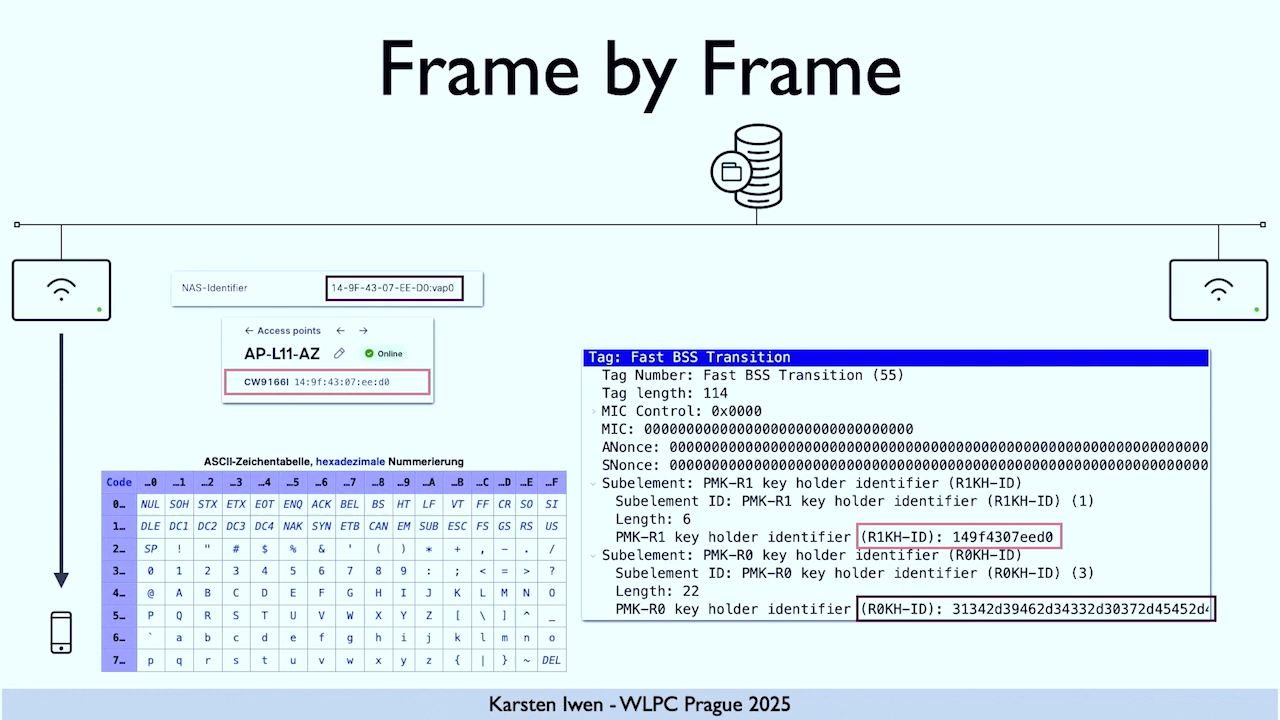 Frame by Frame
NAS-Identifier 14-9F-43-07-EE-D0:vap0
← Access points ← →
AP-L11-AZ Online
CW9166I 14:9f:43:07:ee:d0
ASCII-Zeichentabelle, hexadezimale Nummerierung
Code …0 …1 …2 …3 …4 …5 …6 …7 …8 …9 …A …B …C …D …E …F
0… NUL SOH STX ETX EOT ENQ ACK BEL BS HT LF VT FF CR SO SI
1… DLE DC1 DC2 DC3 DC4 NAK SYN ETB CAN EM SUB ESC FS GS RS US
2… SP ! " # $ % & ' ( ) * + , - . /
3… 0 1 2 3 4 5 6 7 8 9 : ; < = > ?
4… @ A B C D E F G H I J K L M N O
5… P Q R S T U V W X Y Z [ \ ] ^ _
6… ` a b c d e f g h i j k l m n o
7… p q r s t u v w x y z { | } ~ DEL
Tag: Fast BSS Transition
Tag Number: Fast BSS Transition (55)
Tag length: 114
MIC Control: 0x0000
MIC: 00000000000000000000000000000000
ANonce: 0000000000000000000000000000000000000000000000000000000000
SNonce: 0000000000000000000000000000000000000000000000000000000000
Subelement: PMK-R1 key holder identifier (R1KH-ID)
Subelement ID: PMK-R1 key holder identifier (R1KH-ID) (1)
Length: 6
PMK-R1 key holder identifier (R1KH-ID): 149f4307eed0
Subelement: PMK-R0 key holder identifier (R0KH-ID)
Subelement ID: PMK-R0 key holder identifier (R0KH-ID) (3)
Length: 22
PMK-R0 key holder identifier (R0KH-ID): 31342d39462d34332d30372d45452d4
Karsten Iwen - WLPC Prague 2025